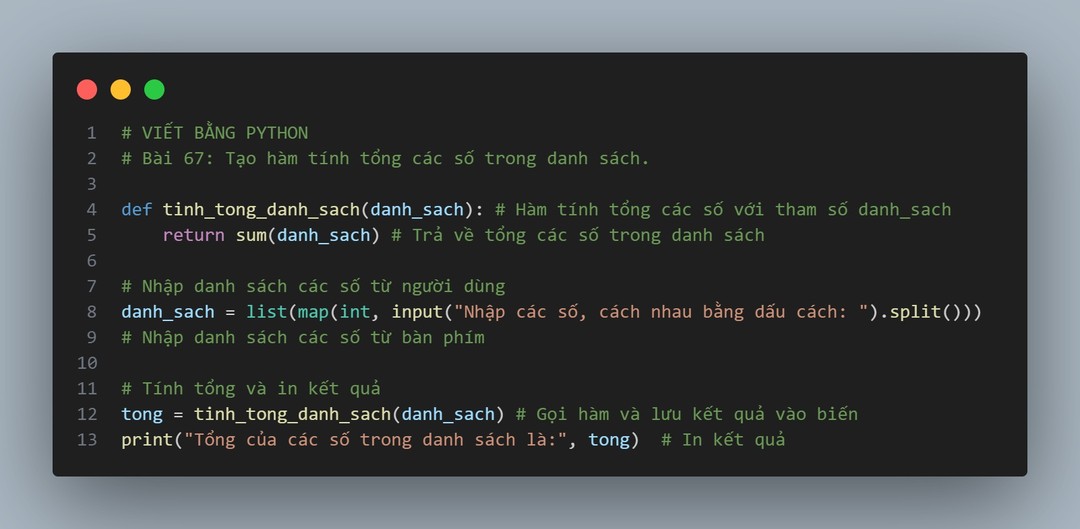 1 # VIẾT BẰNG PYTHON
2 # Bài 67: Tạo hàm tính tổng các số trong danh sách.
3
4 def tinh_tong_danh_sach(danh_sach): # Hàm tính tổng các số với tham số danh_sach
5     return sum(danh_sach) # Trả về tổng các số trong danh sách
6
7 # Nhập danh sách các số từ người dùng
8 danh_sach = list(map(int, input("Nhập các số, cách nhau bằng dấu cách: ").split()))
9 # Nhập danh sách các số từ bàn phím
10
11 # Tính tổng và in kết quả
12 tong = tinh_tong_danh_sach(danh_sach) # Gọi hàm và lưu kết quả vào biến
13 print("Tổng của các số trong danh sách là:", tong)  # In kết quả